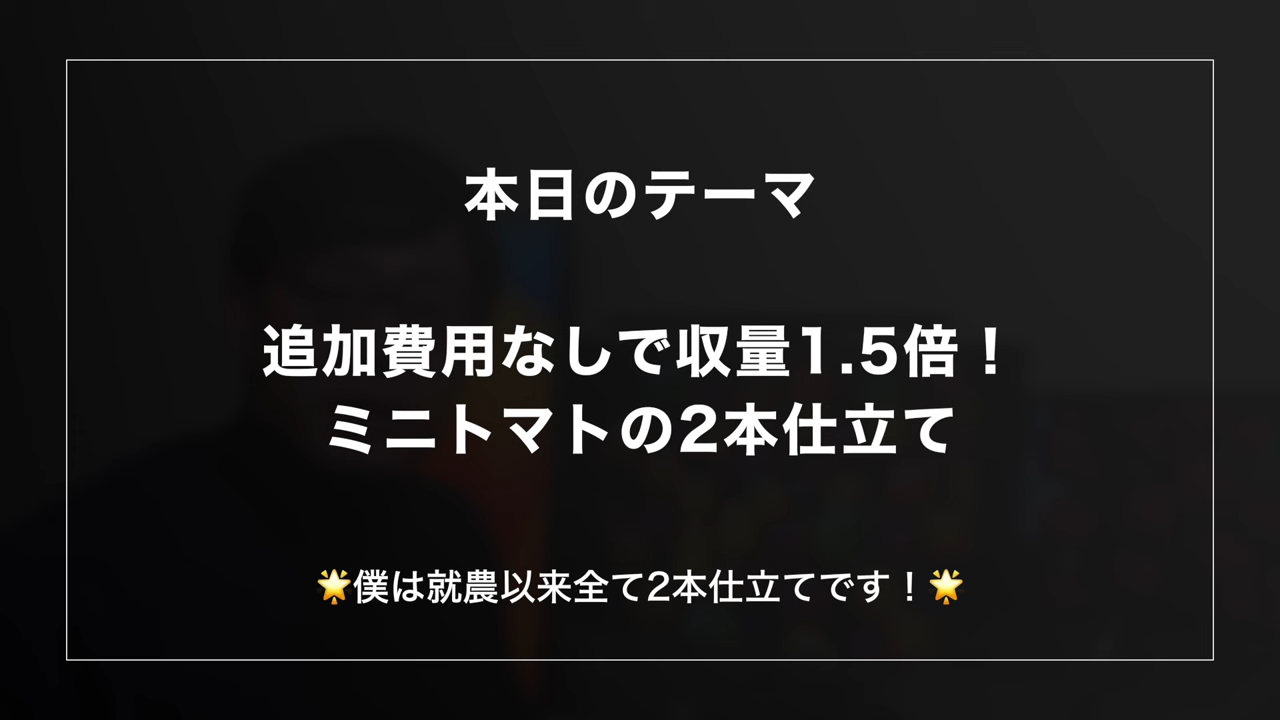 本日のテーマ
追加費用なしで収量1.5倍！
ミニトマトの2本仕立て
🌟僕は就農以来全て2本仕立てです！🌟